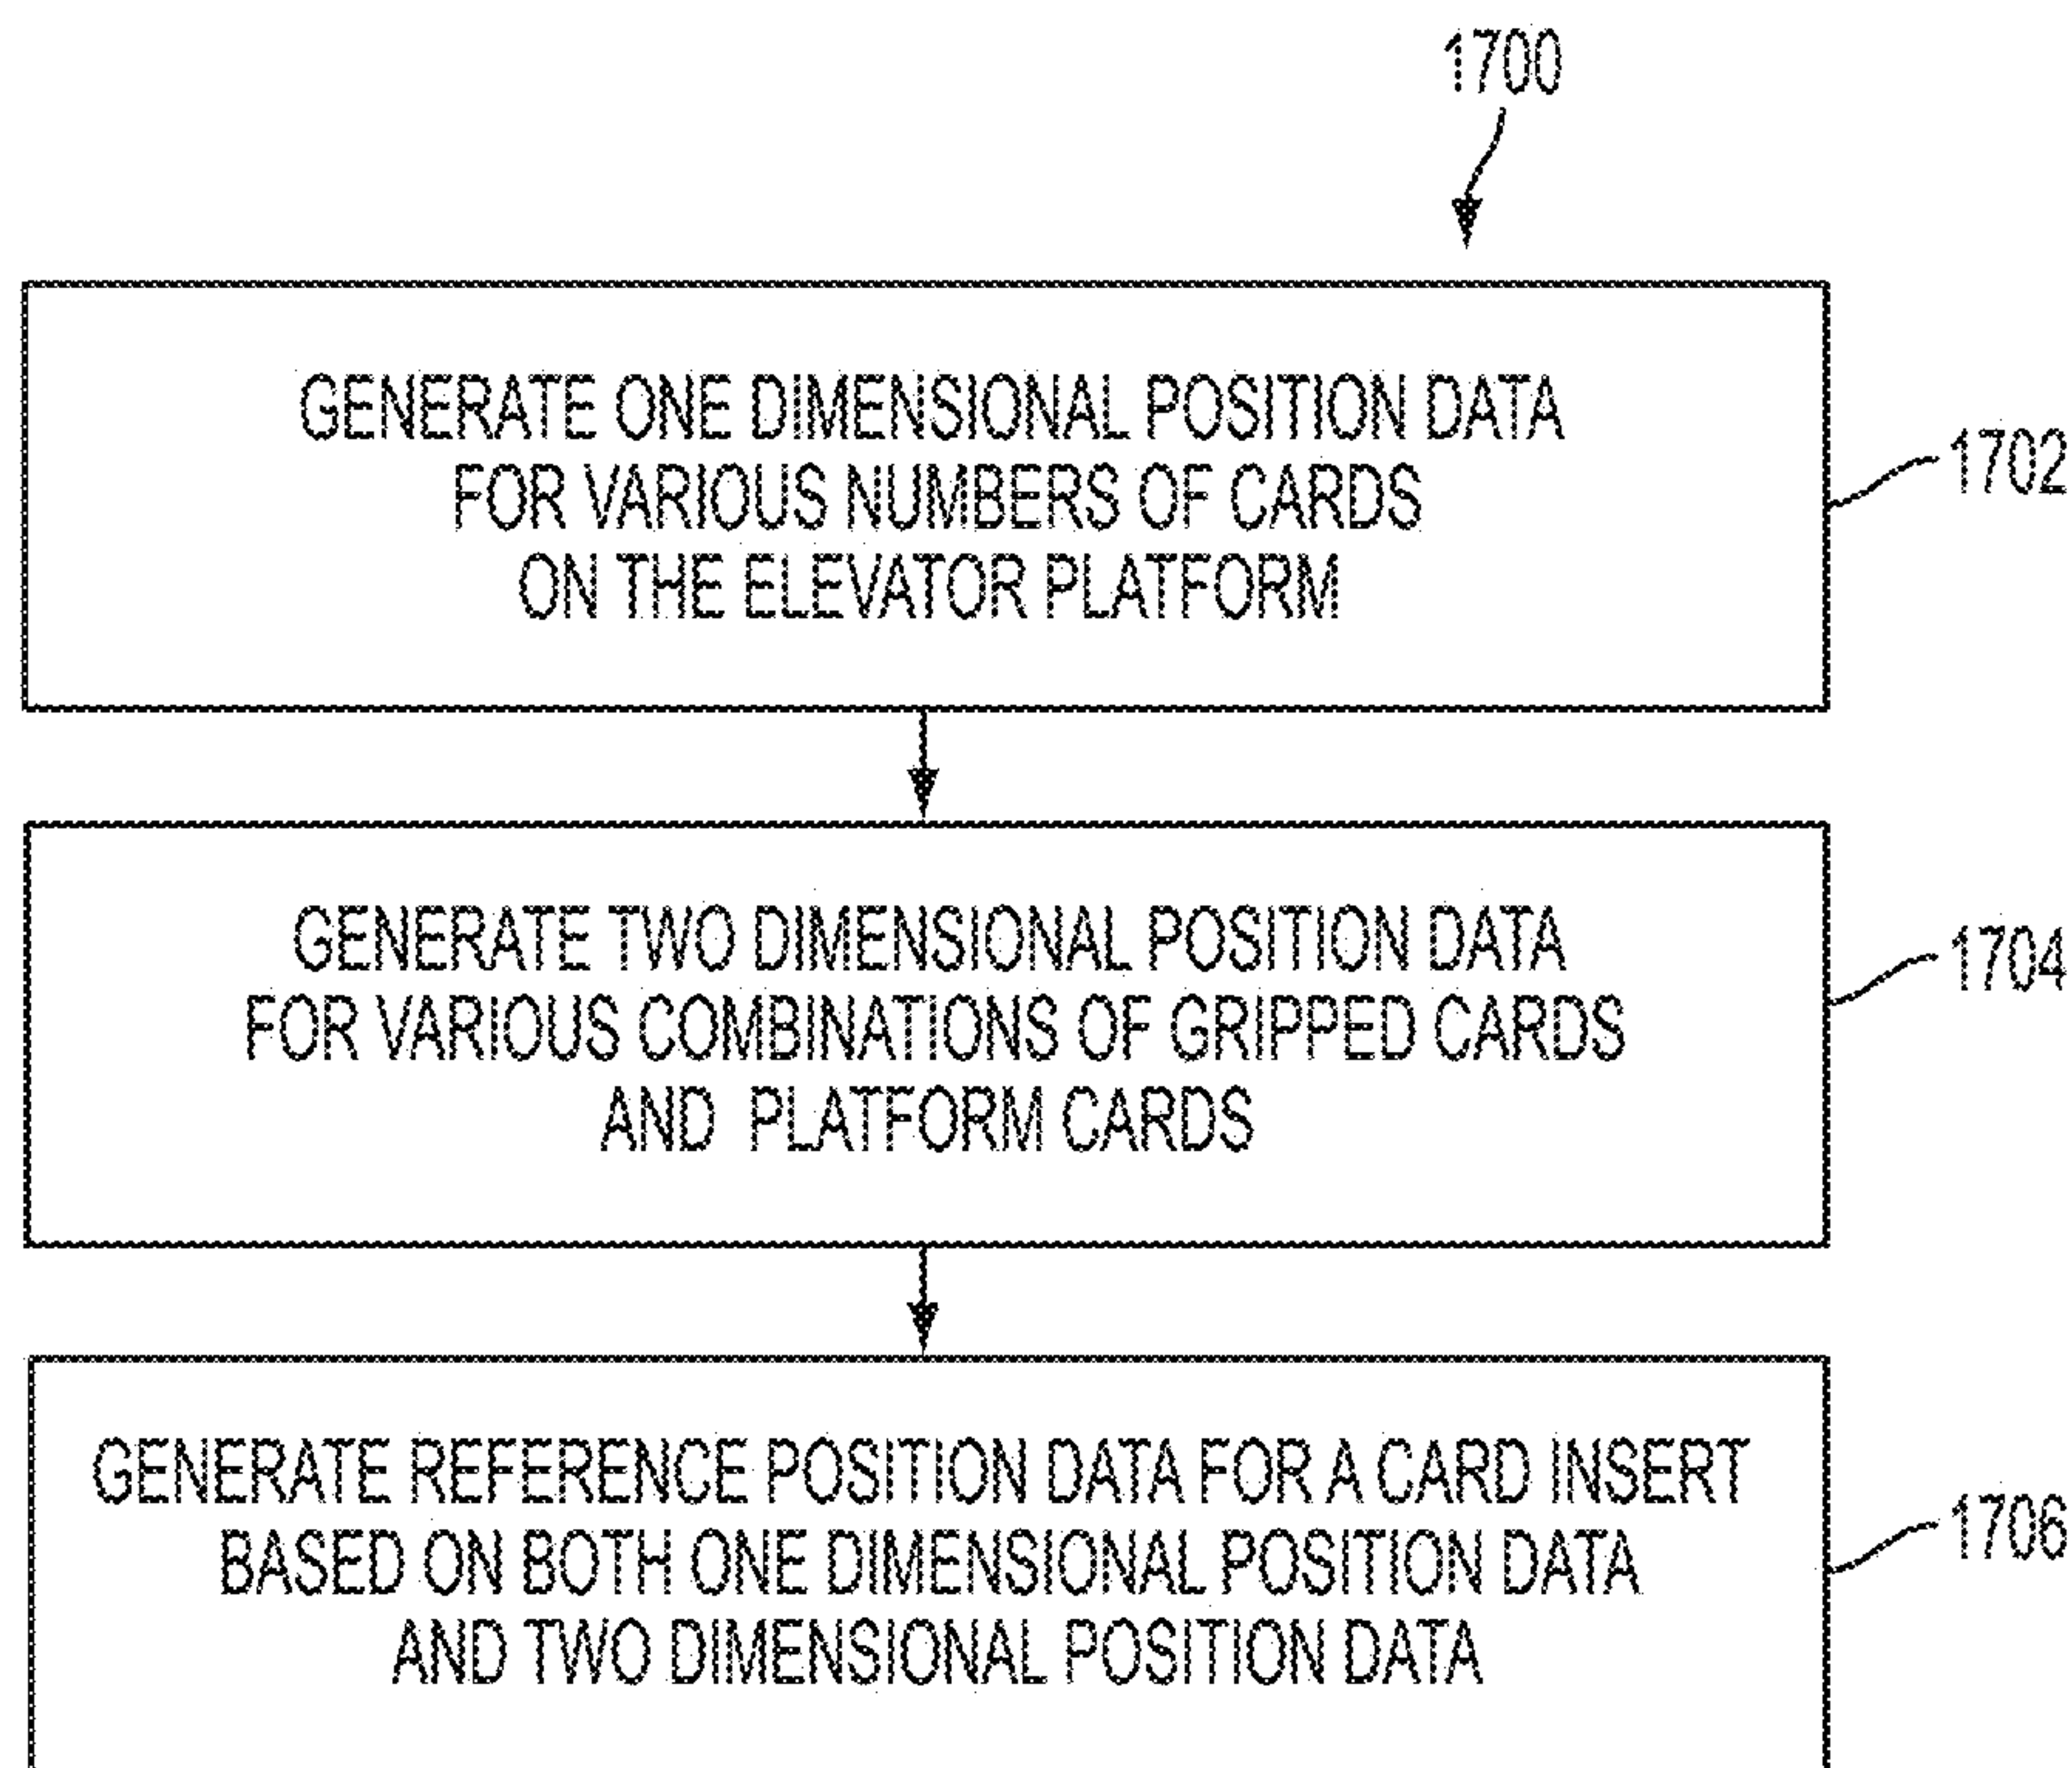 1700
GENERATE ONE DIMENSIONAL POSITION DATA
FOR VARIOUS NUMBERS OF CARDS
ON THE ELEVATOR PLATFORM
1702
GENERATE TWO DIMENSIONAL POSITION DATA
FOR VARIOUS COMBINATIONS OF GRIPPED CARDS
AND PLATFORM CARDS
1704
GENERATE REFERENCE POSITION DATA FOR A CARD INSERT
BASED ON BOTH ONE DIMENSIONAL POSITION DATA
AND TWO DIMENSIONAL POSITION DATA
1706